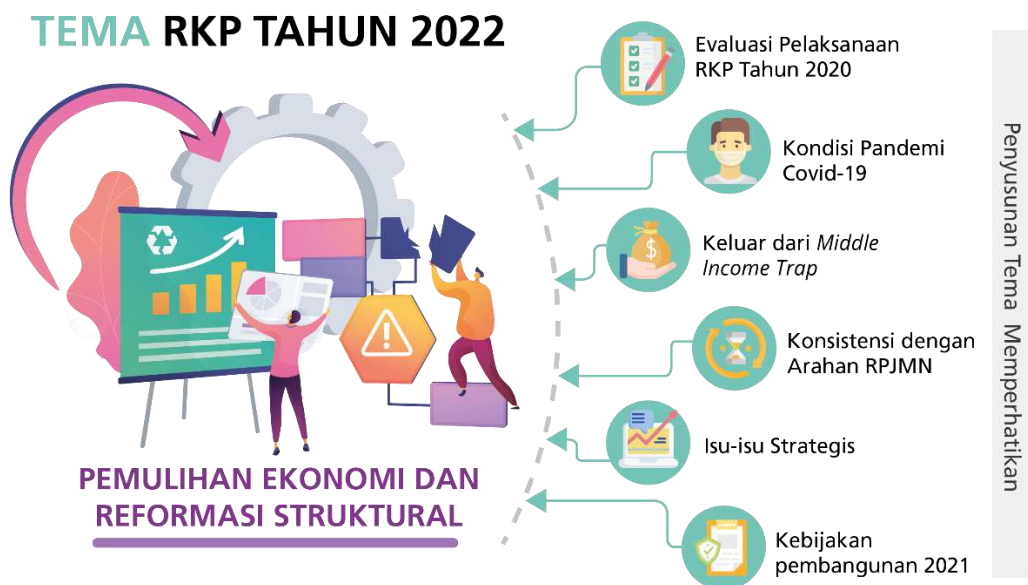 TEMA RKP TAHUN 2022
PEMULIHAN EKONOMI DAN
REFORMASI STRUKTURAL
Evaluasi Pelaksanaan
RKP Tahun 2020
Kondisi Pandemi
Covid-19
$
Keluar dari Middle
Income Trap
Konsistensi dengan
Arahan RPJMN
Isu-isu Strategis
Kebijakan
pembangunan 2021
Penyusunan Tema Memperhatikan